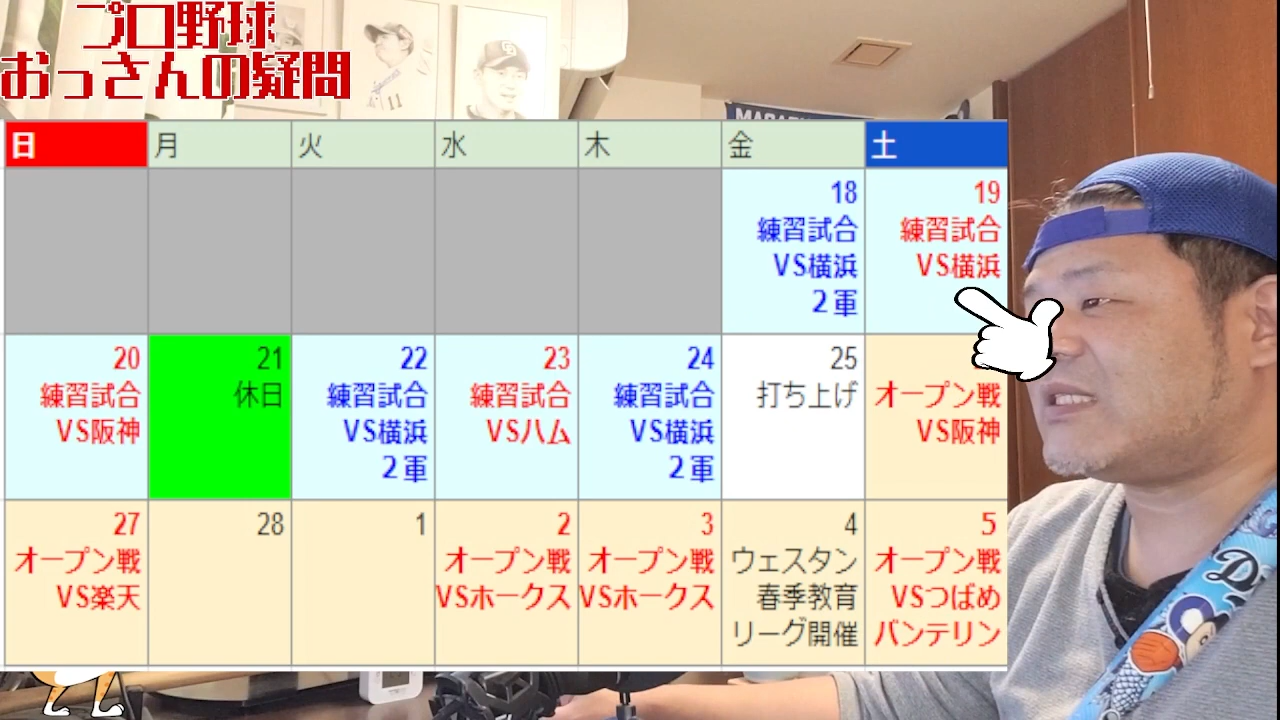 プロ野球
おっさんの疑問
日 月 火 水 木 金 土
18
練習試合
VS横浜
２軍
19
練習試合
VS横浜
20
練習試合
VS阪神
21
休日
22
練習試合
VS横浜
２軍
23
練習試合
VSハム
24
練習試合
VS横浜
２軍
25
打ち上げ
オープン戦
VS阪神
27
オープン戦
VS楽天
28
1
2
オープン戦
VSホークス
3
オープン戦
VSホークス
4
ウェスタン
春季教育
リーグ開催
5
オープン戦
VSつばめ
バンテリン
11